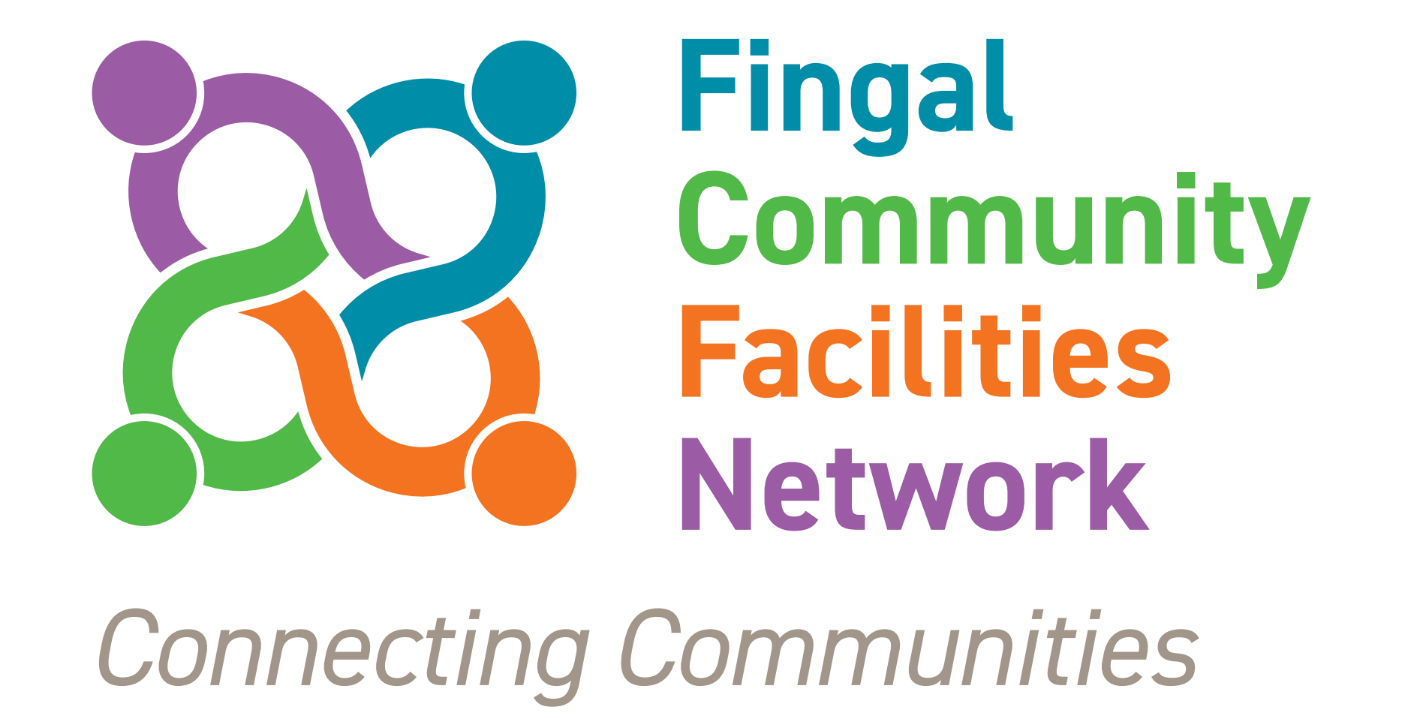 Fingal
Community
Facilities
Network
Connecting Communities